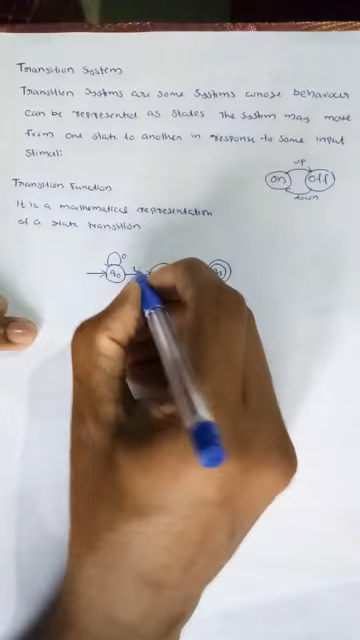 Transition System
Transition Systems are some Systems whose behaviour
can be represented as States the System may move
from one state to another in response to some input
Stimuli
up
on
off
down
Transition Function
It is a mathematical representation
of a state transition
0
q0